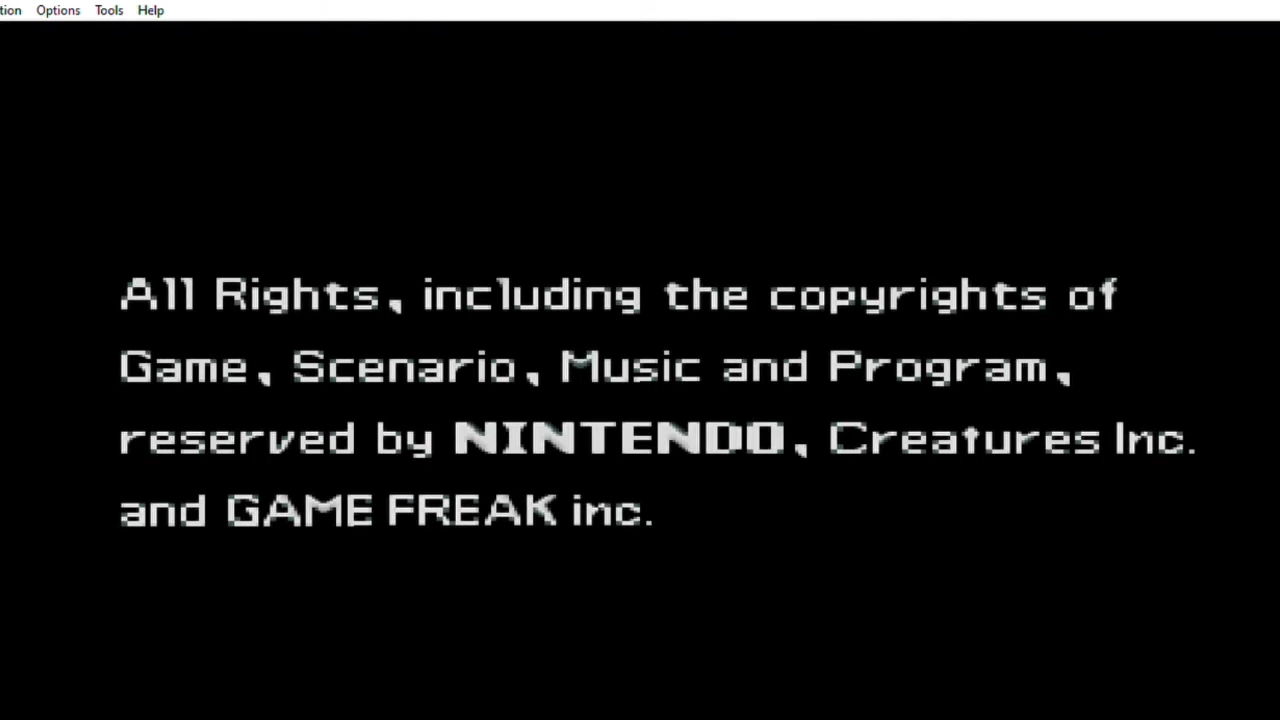 tion Options Tools Help
All Rights, including the copyrights of
Game, Scenario, Music and Program,
reserved by NINTENDO, Creatures Inc.
and GAME FREAK inc.